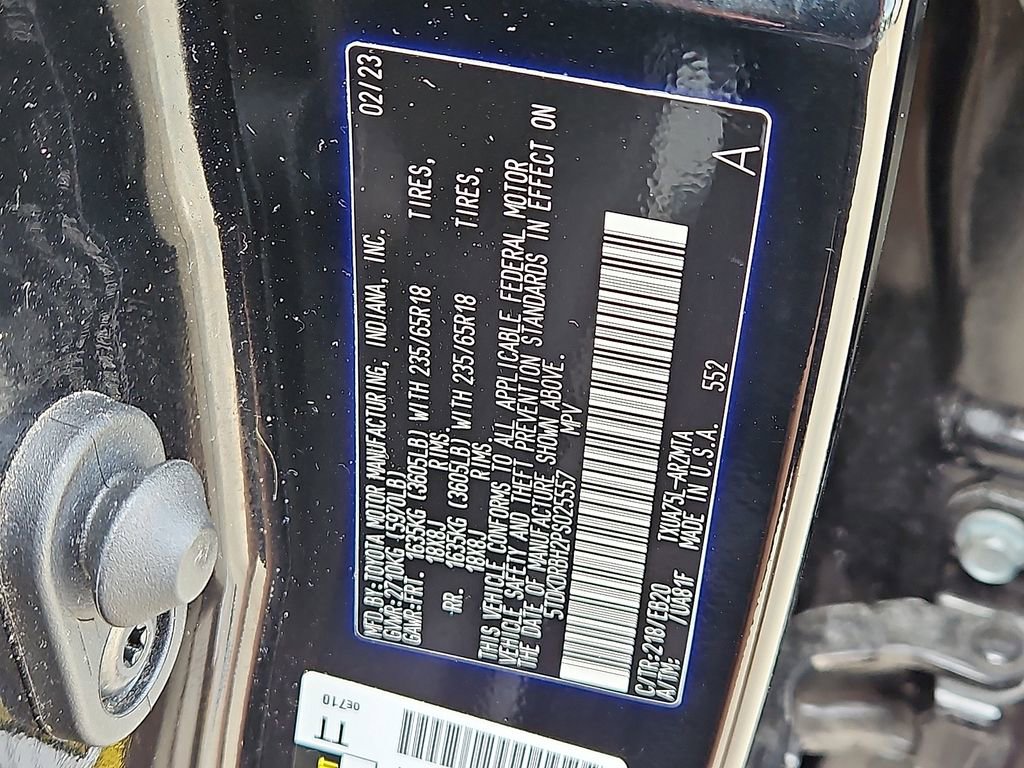 MFD.BY: TOYOTA MOTOR MANUFACTURING, INDIANA, INC. 02/23
GVWR:2710KG (5970LB)
GAWR:FRT. 1635KG (3605LB) WITH 235/65R18 TIRES,
18X8J RIMS.
RR. 1635KG (3605LB) WITH 235/65R18 TIRES,
18X8J RIMS.
THIS VEHICLE CONFORMS TO ALL APPLICABLE FEDERAL MOTOR
VEHICLE SAFETY AND THEFT PREVENTION STANDARDS IN EFFECT ON
THE DATE OF MANUFACTURE SHOWN ABOVE.
MPV
C/TR:218/EB20 TXUA75L-ARZMTA 552
A/TM: /UA81F MADE IN U.S.A. A
TT
0E710